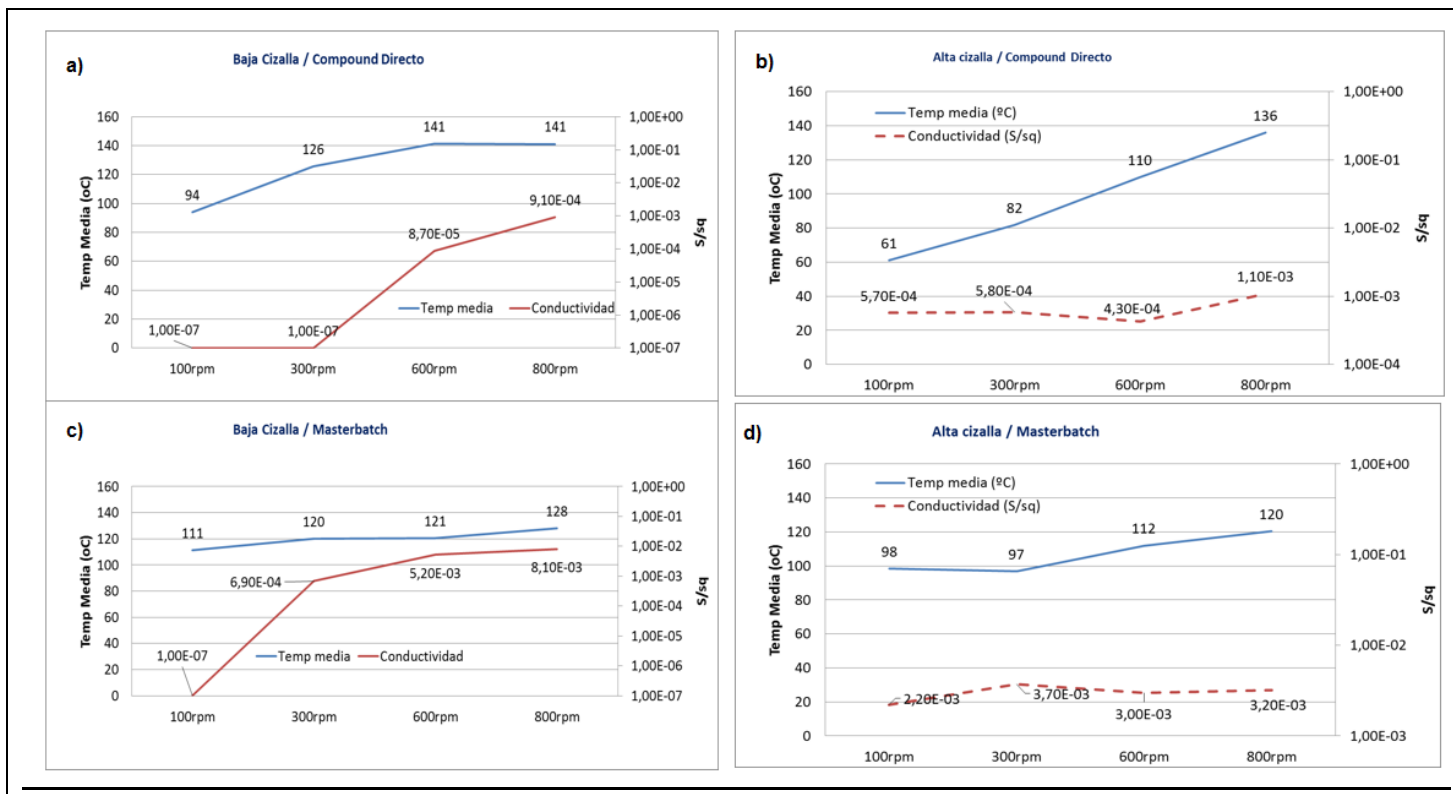 a)
Baja Cizalla / Compound Directo
160
140
120
100
80
60
40
20
0
Temp Media (oC)
94
126
141
141
1,00E-07
1,00E-07
8,70E-05
9,10E-04
Temp media
Conductividad
1,00E+00
1,00E-01
1,00E-02
1,00E-03
1,00E-04
1,00E-05
1,00E-06
1,00E-07
S/sq
100rpm 300rpm 600rpm 800rpm
b)
Alta cizalla / Compound Directo
160
140
120
100
80
60
40
20
0
Temp Media (oC)
Temp media (ºC)
Conductividad (S/sq)
61
82
110
136
5,70E-04
5,80E-04
4,30E-04
1,10E-03
1,00E+00
1,00E-01
1,00E-02
1,00E-03
1,00E-04
S/sq
100rpm 300rpm 600rpm 800rpm
c)
Baja Cizalla / Masterbatch
160
140
120
100
80
60
40
20
0
Temp Media (oC)
111
120
121
128
1,00E-07
6,90E-04
5,20E-03
8,10E-03
Temp media
Conductividad
1,00E+00
1,00E-01
1,00E-02
1,00E-03
1,00E-04
1,00E-05
1,00E-06
1,00E-07
S/sq
100rpm 300rpm 600rpm 800rpm
d)
Alta cizalla / Masterbatch
160
140
120
100
80
60
40
20
0
Temp Media (oC)
Temp media (ºC)
Conductividad (S/sq)
98
97
112
120
2,20E-03
3,70E-03
3,00E-03
3,20E-03
1,00E+00
1,00E-01
1,00E-02
1,00E-03
S/sq
100rpm 300rpm 600rpm 800rpm